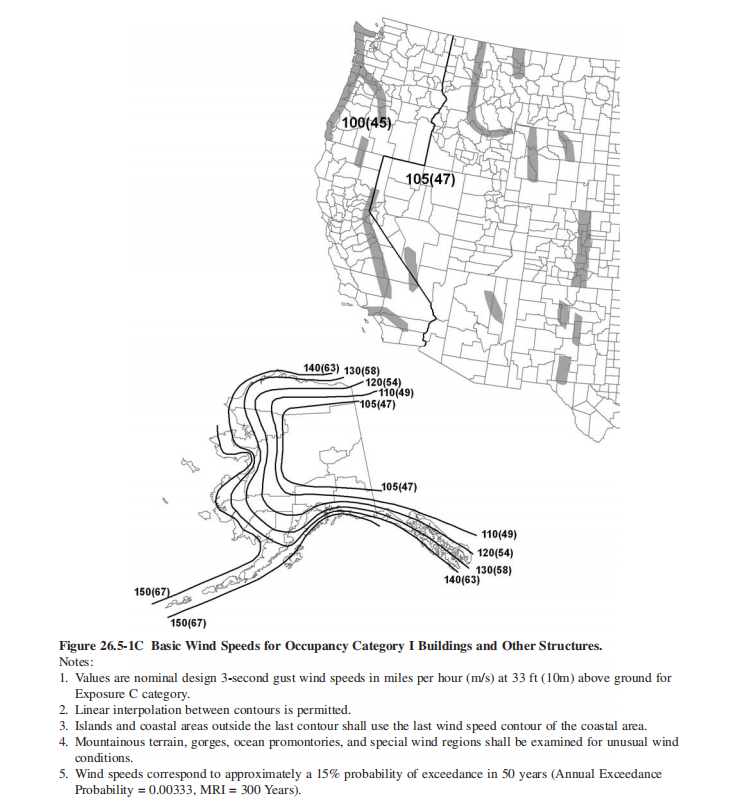 100(45)
105(47)
140(63) 130(58)
120(54)
110(49)
105(47)
105(47)
110(49)
120(54)
130(58)
140(63)
150(67)
150(67)
Figure 26.5-1C Basic Wind Speeds for Occupancy Category I Buildings and Other Structures.
Notes:
1. Values are nominal design 3-second gust wind speeds in miles per hour (m/s) at 33 ft (10m) above ground for
Exposure C category.
2. Linear interpolation between contours is permitted.
3. Islands and coastal areas outside the last contour shall use the last wind speed contour of the coastal area.
4. Mountainous terrain, gorges, ocean promontories, and special wind regions shall be examined for unusual wind
conditions.
5. Wind speeds correspond to approximately a 15% probability of exceedance in 50 years (Annual Exceedance
Probability = 0.00333, MRI = 300 Years).